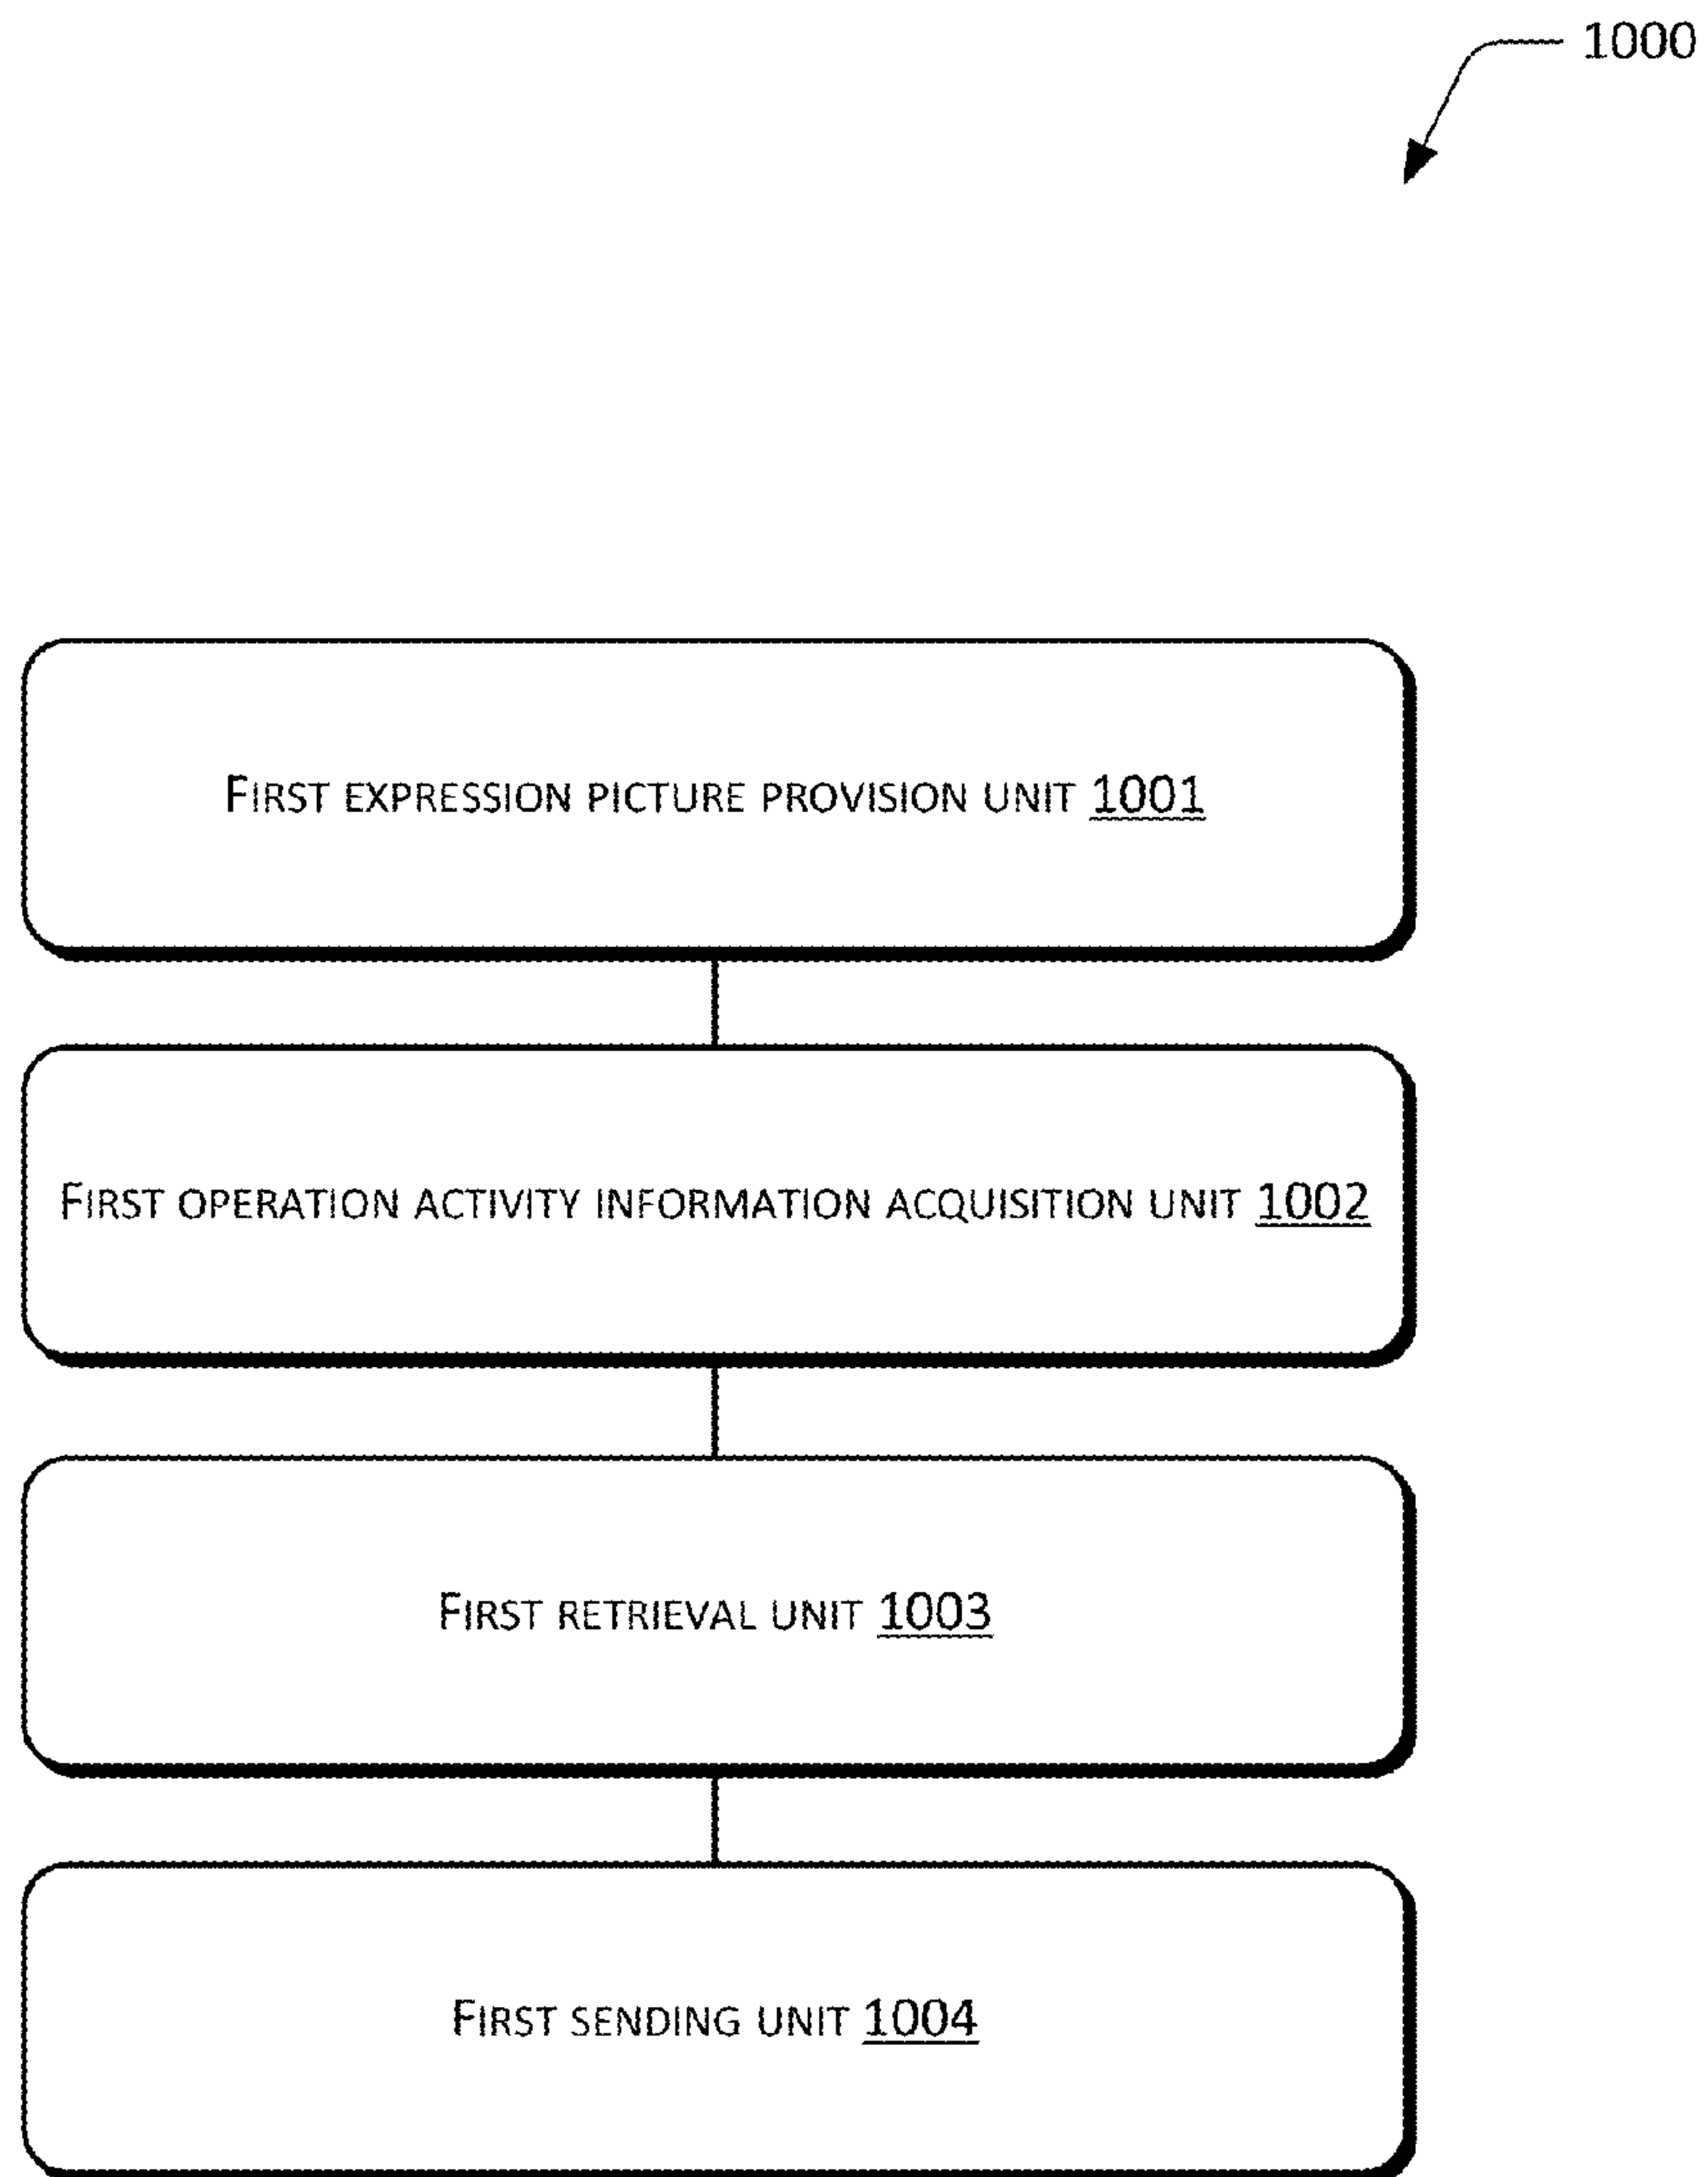 1000
First expression picture provision unit 1001
First operation activity information acquisition unit 1002
First retrieval unit 1003
First sending unit 1004